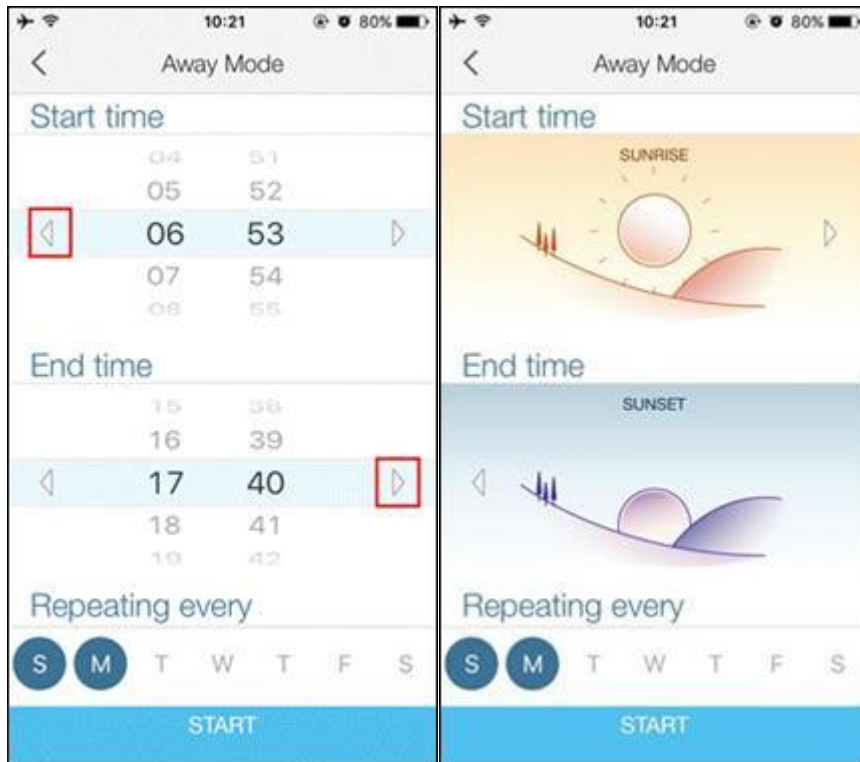 10:21 80%
Away Mode
Start time
04 51
05 52
06 53
07 54
08 55
End time
15 38
16 39
17 40
18 41
19 42
Repeating every
S M T W T F S
START
10:21 80%
Away Mode
Start time
SUNRISE
End time
SUNSET
Repeating every
S M T W T F S
START